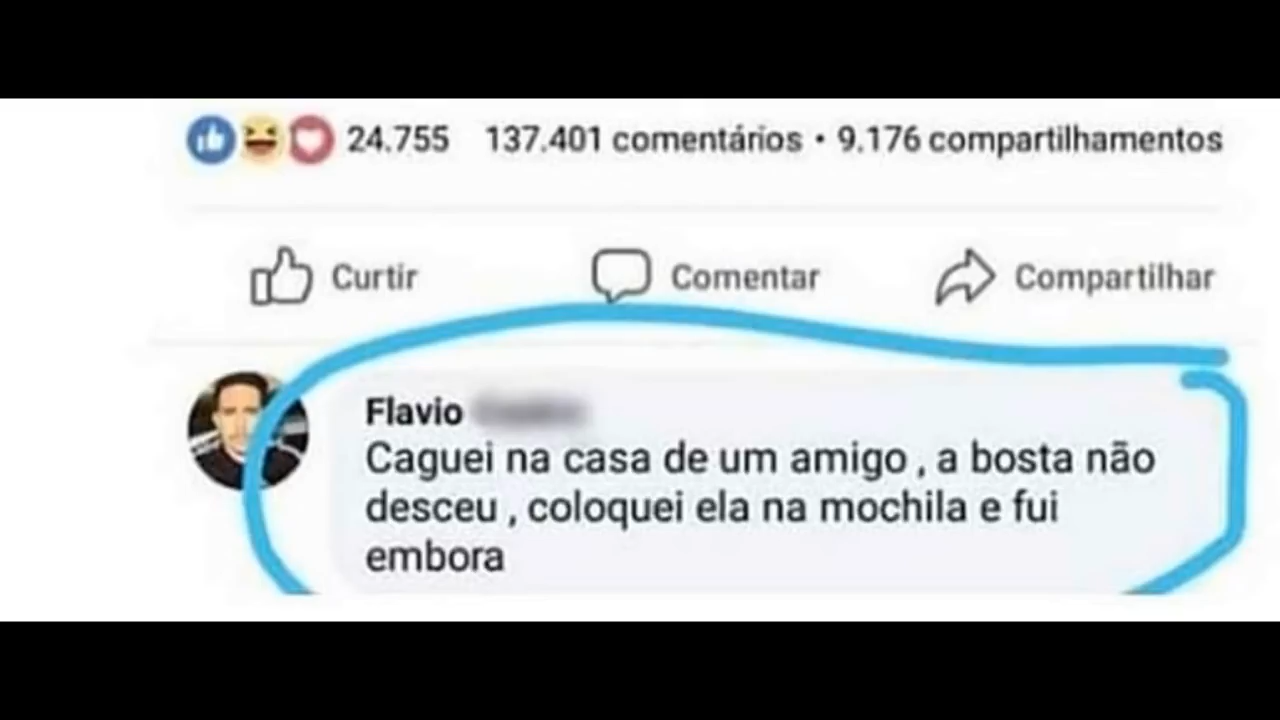 24.755 137.401 comentários • 9.176 compartilhamentos
Curtir Comentar Compartilhar
Flavio
Caguei na casa de um amigo , a bosta não
desceu , coloquei ela na mochila e fui
embora